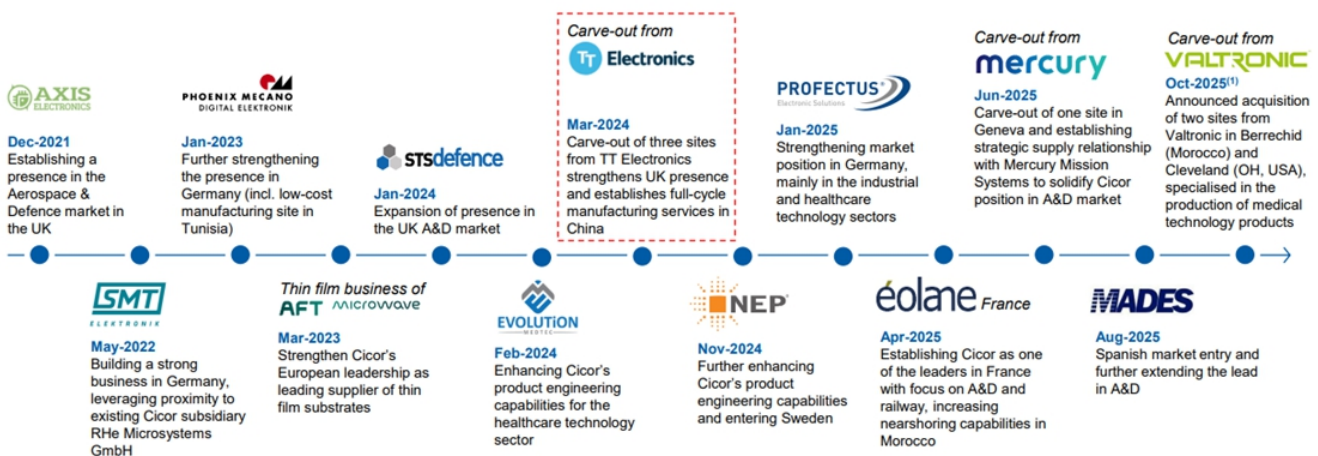 AXIS
ELECTRONICS
Dec-2021
Establishing a
presence in the
Aerospace &
Defence market in
the UK
PHOENIX MECANO
DIGITAL ELEKTRONIK
Jan-2023
Further strengthening
the presence in
Germany (incl. low-cost
manufacturing site in
Tunisia)
STSdefence
Jan-2024
Expansion of presence in
the UK A&D market
Carve-out from
TT Electronics
Mar-2024
Carve-out of three sites
from TT Electronics
strengthens UK presence
and establishes full-cycle
manufacturing services in
China
PROFECTUS
Electronic Solutions
Jan-2025
Strengthening market
position in Germany,
mainly in the industrial
and healthcare
technology sectors
Carve-out from
mercury
Jun-2025
Carve-out of one site in
Geneva and establishing
strategic supply relationship
with Mercury Mission
Systems to solidify Cicor
position in A&D market
Carve-out from
VALTRONIC
Oct-2025(1)
Announced acquisition
of two sites from
Valtronic in Berrechid
(Morocco) and
Cleveland (OH, USA),
specialised in the
production of medical
technology products
SMT
ELEKTRONIK
May-2022
Building a strong
business in Germany,
leveraging proximity to
existing Cicor subsidiary
RHe Microsystems
GmbH
Thin film business of
AFT microwave
Mar-2023
Strengthen Cicor's
European leadership as
leading supplier of thin
film substrates
EVOLUTiON
MEDTEC
Feb-2024
Enhancing Cicor's
product engineering
capabilities for the
healthcare technology
sector
NEP
Nov-2024
Further enhancing
Cicor's product
engineering capabilities
and entering Sweden
éolane France
Apr-2025
Establishing Cicor as one
of the leaders in France
with focus on A&D and
railway, increasing
nearshoring capabilities in
Morocco
MADES
Aug-2025
Spanish market entry and
further extending the lead
in A&D